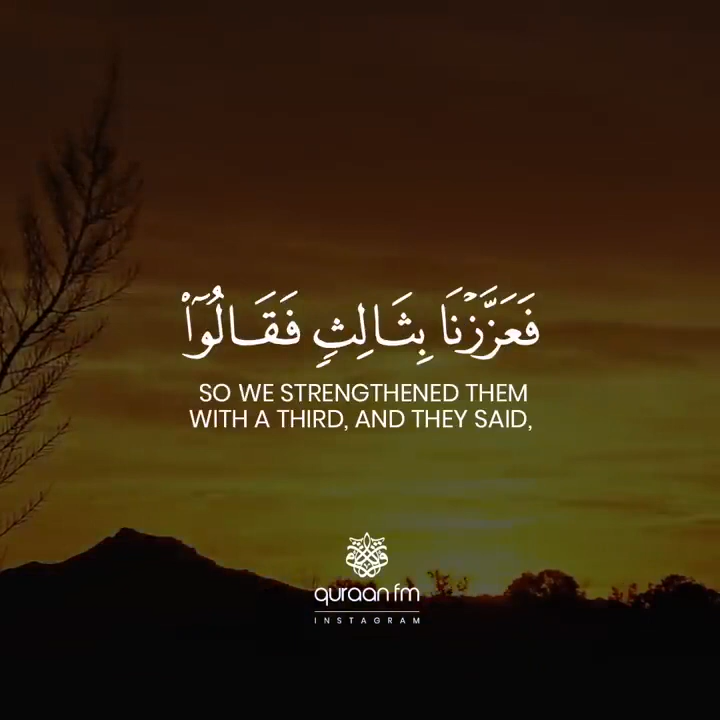 فَعَزَّزْنَا بِثَالِثٍ فَقَالُوٓا۟
SO WE STRENGTHENED THEM
WITH A THIRD, AND THEY SAID,
quraan fm
INSTAGRAM